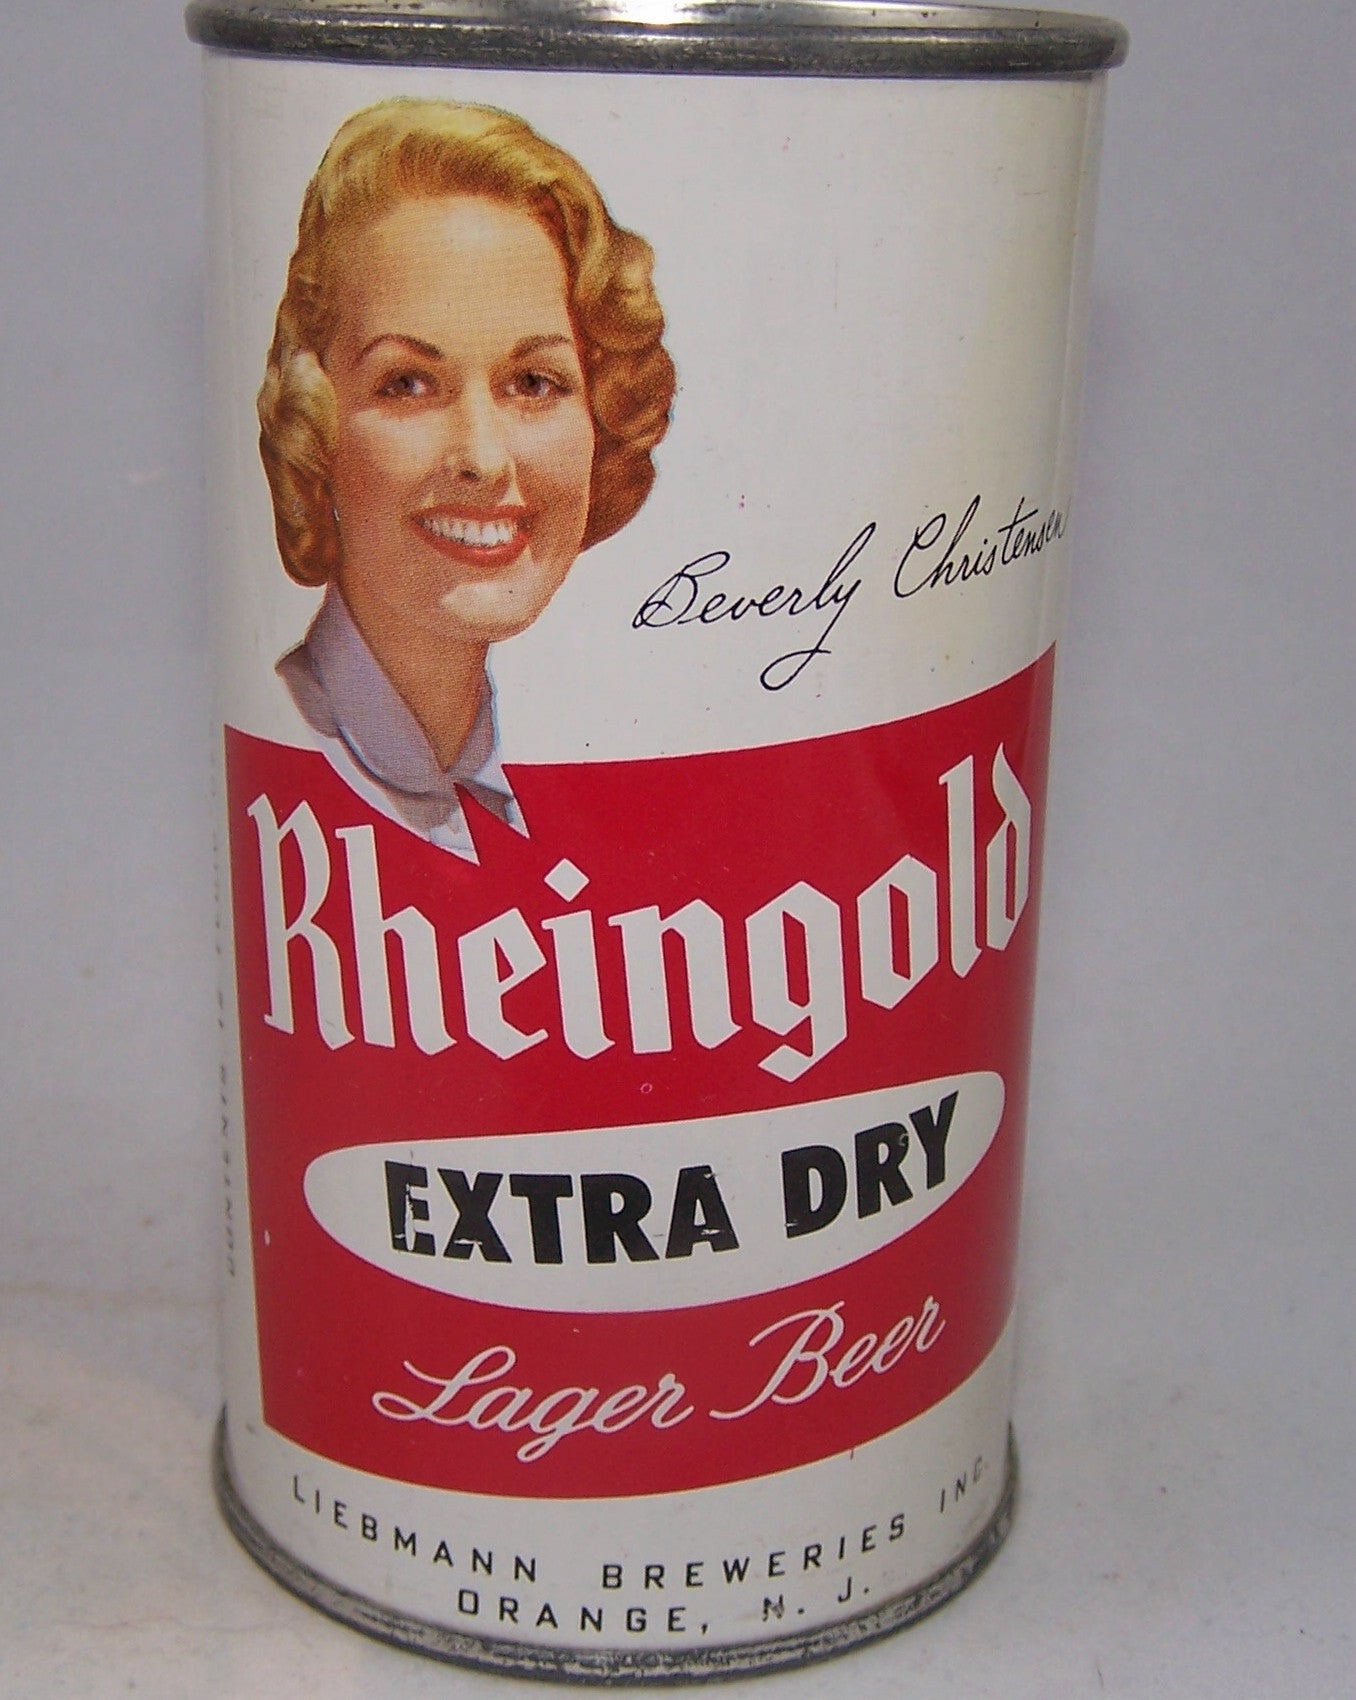 Beverly Christensen
Rheingold
EXTRA DRY
Lager Beer
LIEBMANN BREWERIES INC.
ORANGE, N. J.